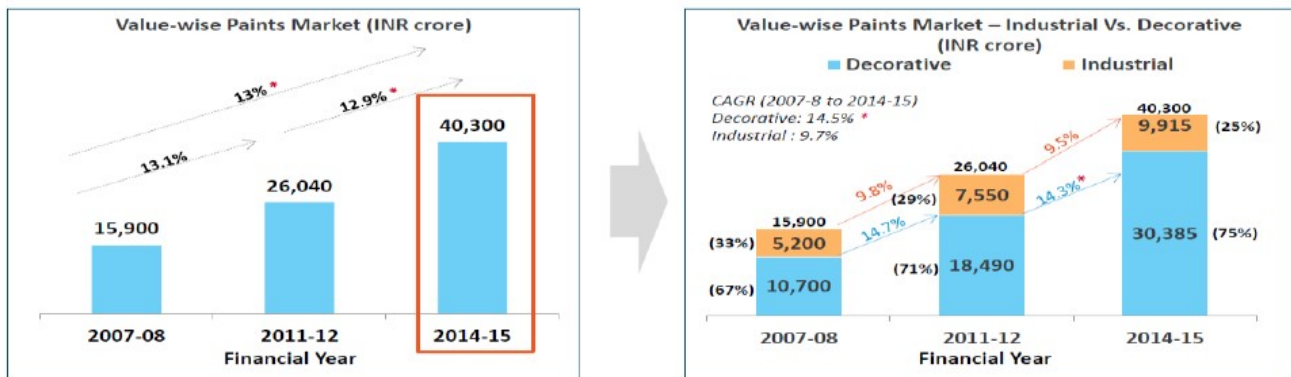 Value-wise Paints Market (INR crore)
13% *
12.9% *
13.1%
40,300
26,040
15,900
2007-08 2011-12 2014-15
Financial Year
Value-wise Paints Market – Industrial Vs. Decorative
(INR crore)
Decorative Industrial
CAGR (2007-8 to 2014-15)
Decorative: 14.5% *
Industrial : 9.7%
40,300
9,915 (25%)
9.5%
26,040
9.8%
(29%) 7,550
14.3%*
15,900
14.7%
(33%) 5,200
30,385 (75%)
(71%) 18,490
(67%) 10,700
2007-08 2011-12 2014-15
Financial Year